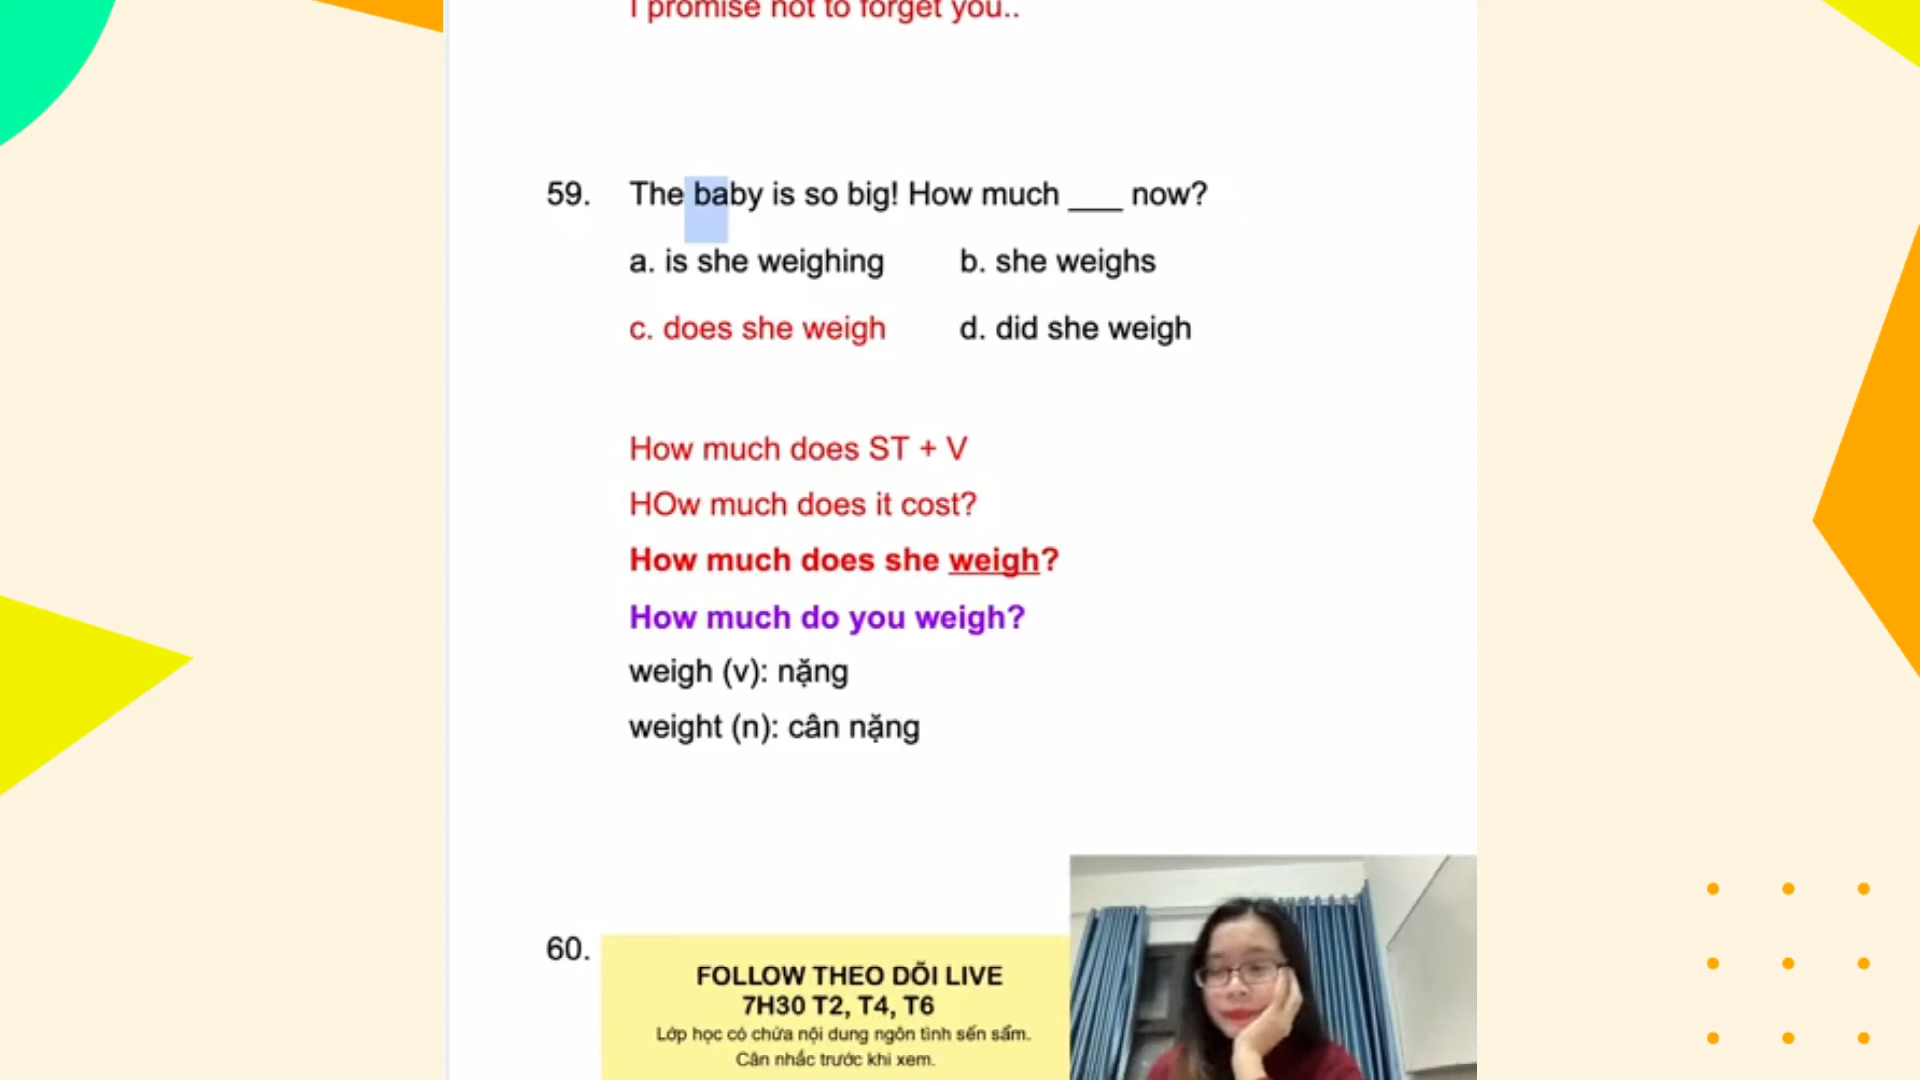 I promise not to forget you..
59. The baby is so big! How much ___ now?
a. is she weighing b. she weighs
c. does she weigh d. did she weigh
How much does ST + V
HOw much does it cost?
How much does she weigh?
How much do you weigh?
weigh (v): nặng
weight (n): cân nặng
60.
FOLLOW THEO DÕI LIVE
7H30 T2, T4, T6
Lớp học có chứa nội dung ngôn tình sến sẩm.
Cân nhắc trước khi xem.